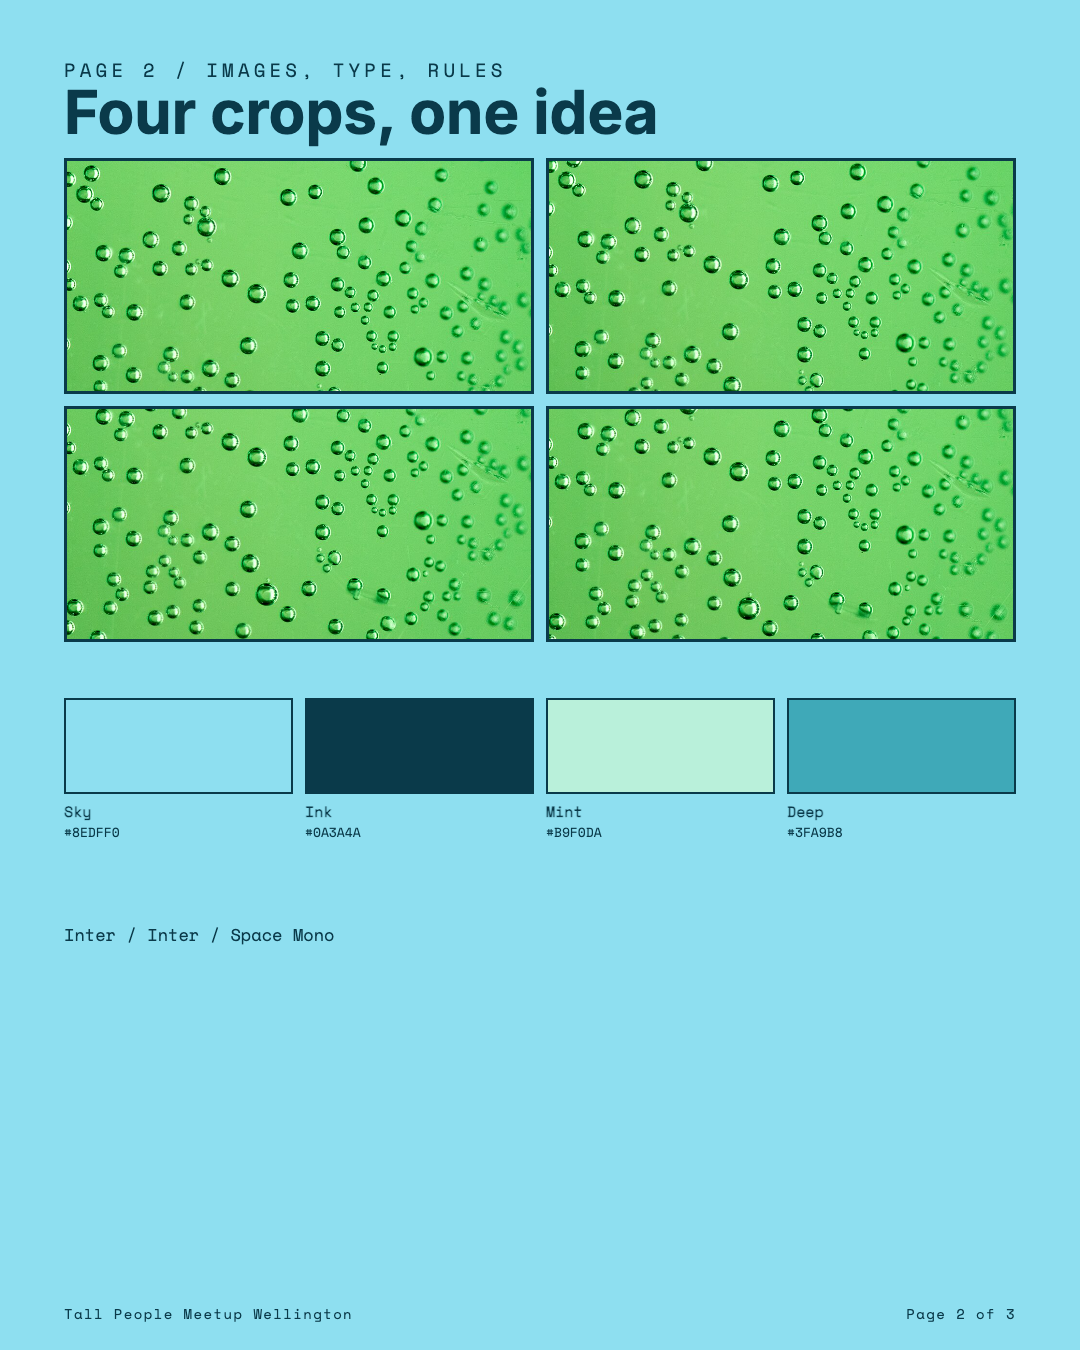 PAGE 2 / IMAGES, TYPE, RULES
Four crops, one idea
Sky
#8EDFF0
Ink
#0A3A4A
Mint
#B9F0DA
Deep
#3FA9B8
Inter / Inter / Space Mono
Tall People Meetup Wellington
Page 2 of 3